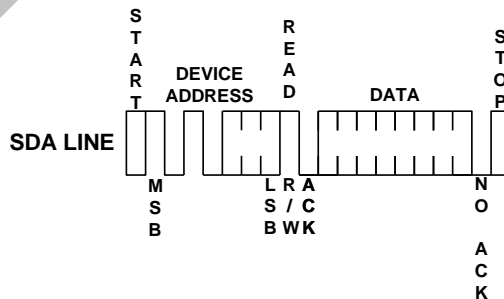 START
READ
STOP
DEVICE
ADDRESS
DATA
SDA LINE
MSB
LSB
R/W
ACK
NO ACK